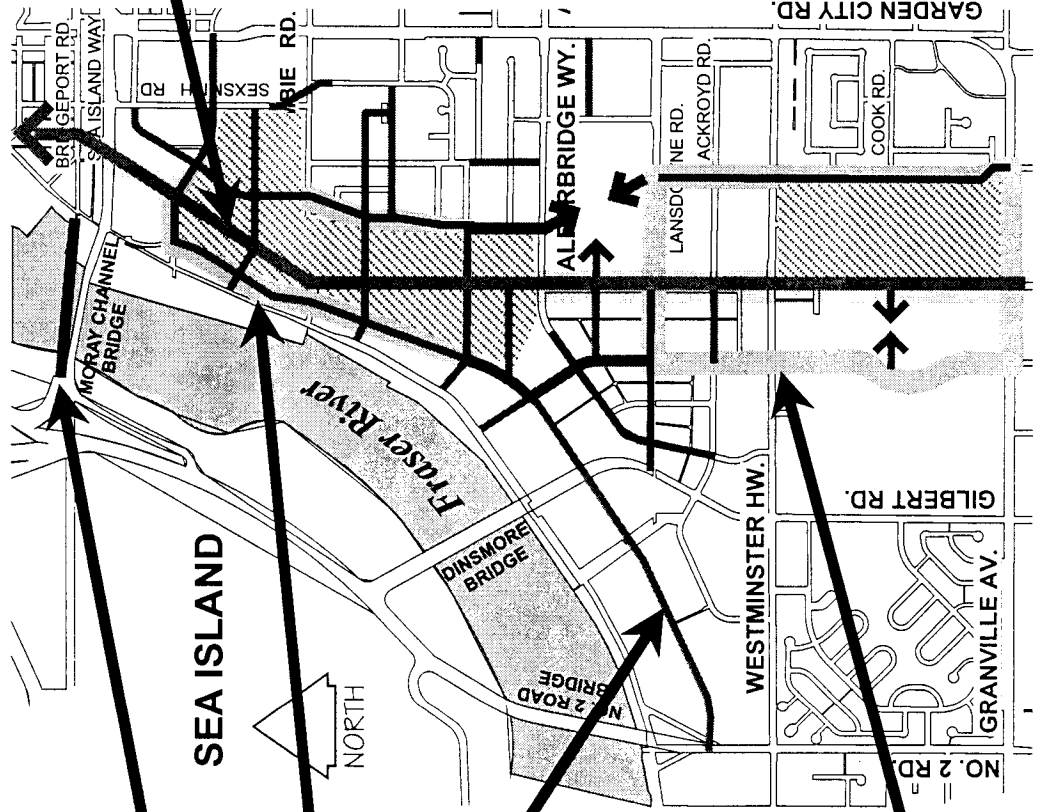 GARDEN CITY RD.
BRIDGEPORT RD.
SEA ISLAND WAY
SEXSMITH RD
RD.
ALDERBRIDGE WY.
LANSDOWNE RD.
ACKROYD RD.
COOK RD.
MORAY CHANNEL
BRIDGE
Fraser River
SEA ISLAND
DINSMORE
BRIDGE
WESTMINSTER HW.
GILBERT RD.
NO. 2 ROAD
BRIDGE
NORTH
GRANVILLE AV.
NO. 2 RD.